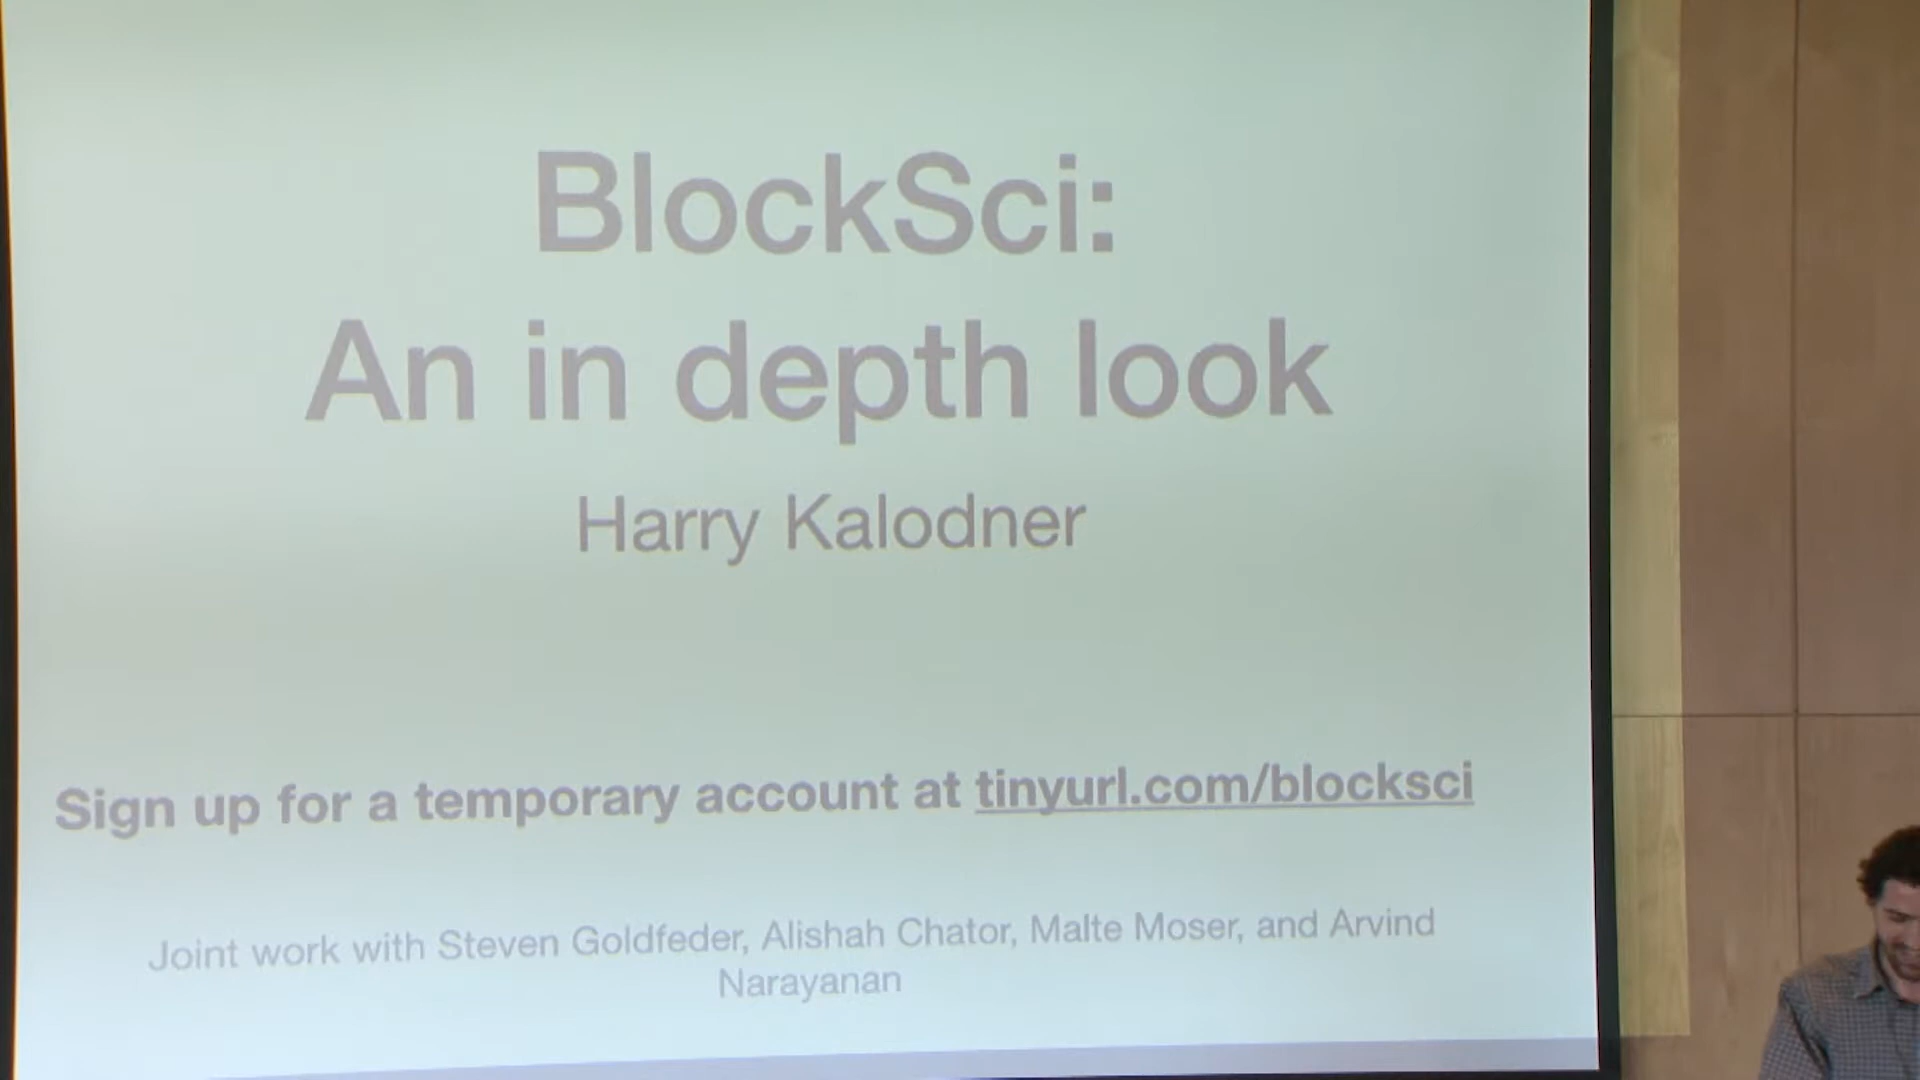 BlockSci:
An in depth look
Harry Kalodner
Sign up for a temporary account at tinyurl.com/blocksci
Joint work with Steven Goldfeder, Alishah Chator, Malte Moser, and Arvind
Narayanan